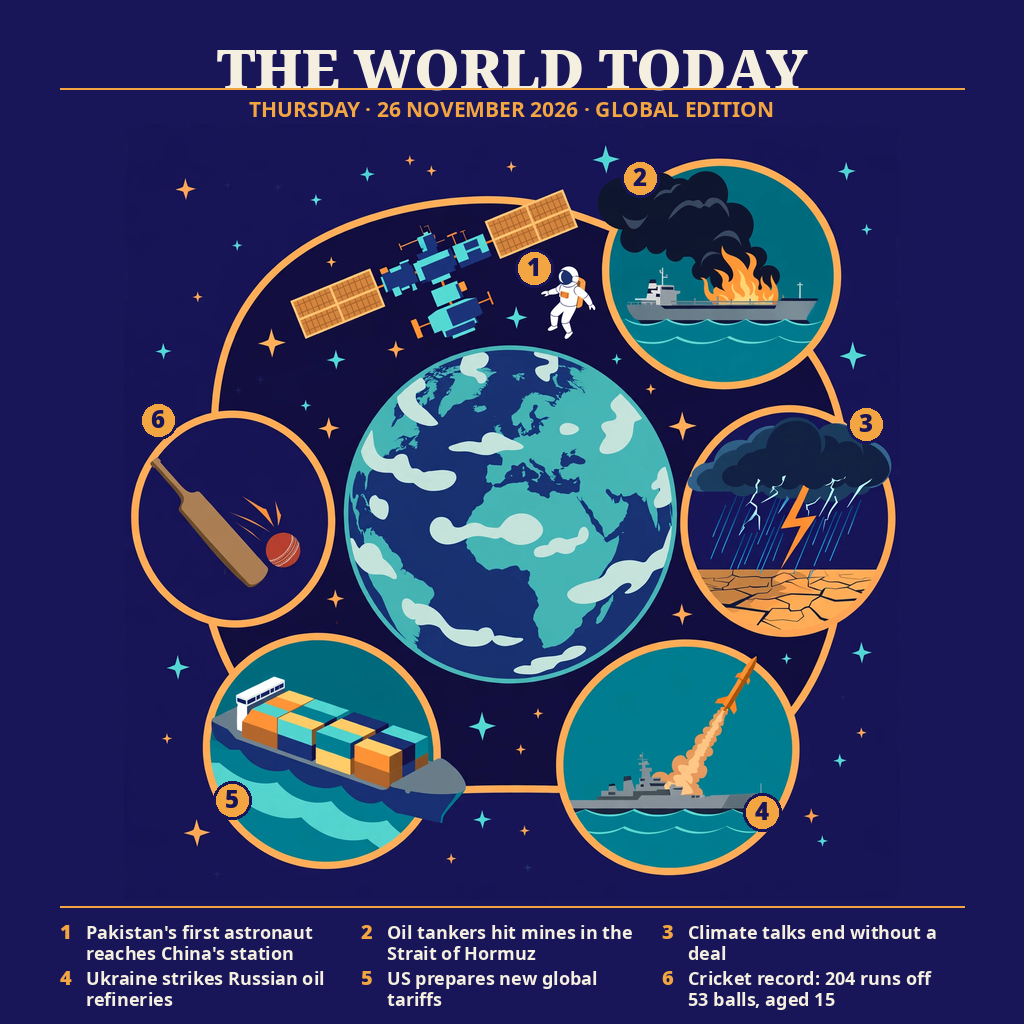 THE WORLD TODAY
THURSDAY · 26 NOVEMBER 2026 · GLOBAL EDITION
2
1
3
6
5
4
1 Pakistan's first astronaut
reaches China's station
2 Oil tankers hit mines in the
Strait of Hormuz
3 Climate talks end without a
deal
4 Ukraine strikes Russian oil
refineries
5 US prepares new global
tariffs
6 Cricket record: 204 runs off
53 balls, aged 15